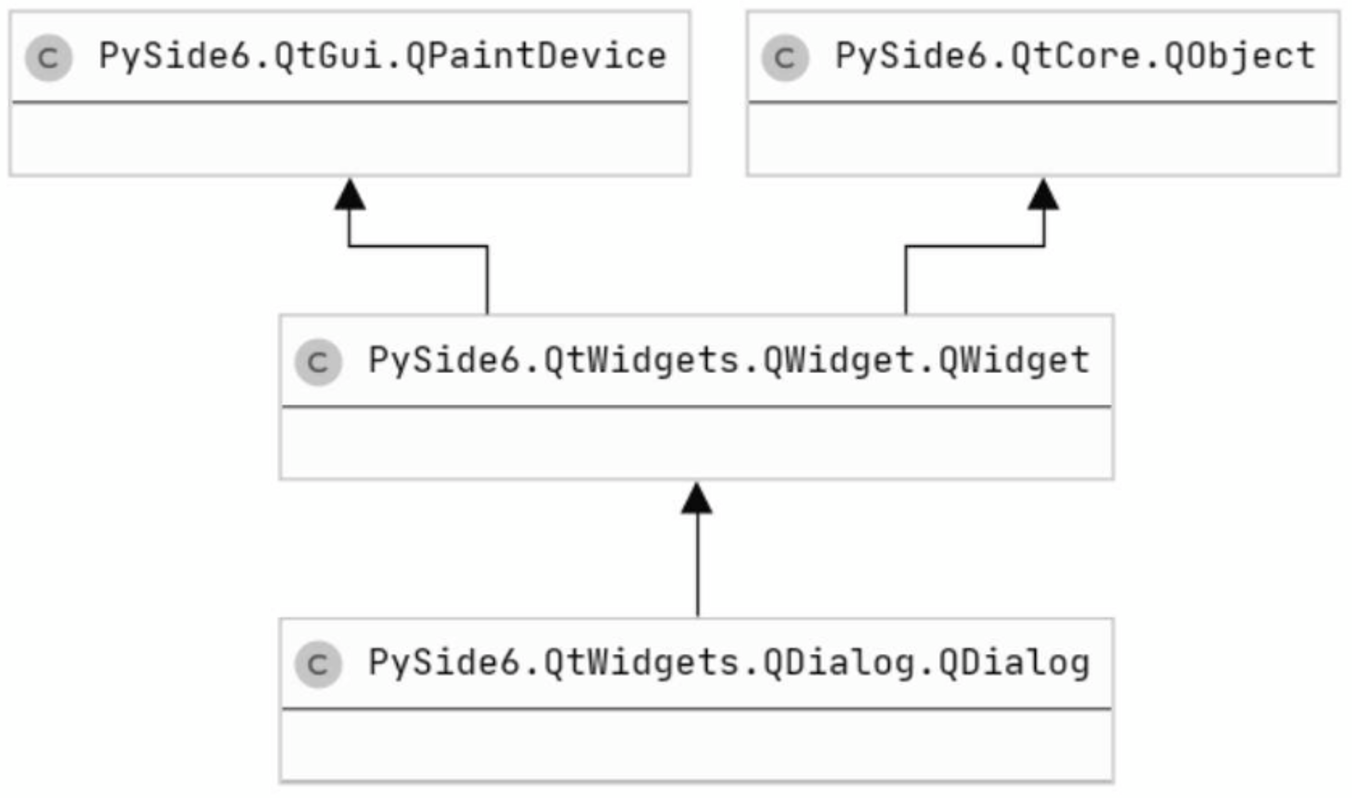 C PySide6.QtGui.QPaintDevice
C PySide6.QtCore.QObject
C PySide6.QtWidgets.QWidget.QWidget
C PySide6.QtWidgets.QDialog.QDialog